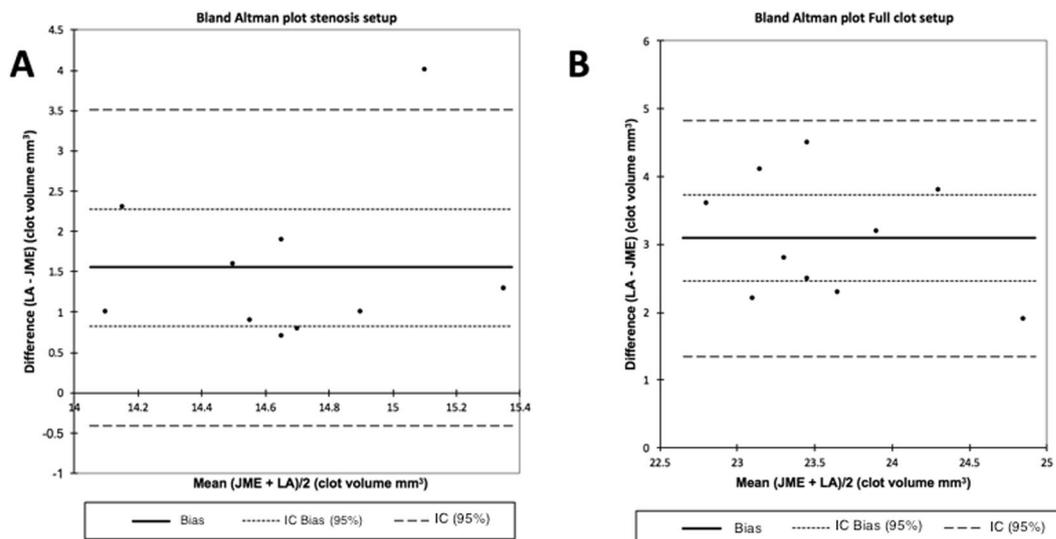 A
Bland Altman plot stenosis setup
Difference (LA - JME) (clot volume mm³)
4.5
4
3.5
3
2.5
2
1.5
1
0.5
0
-0.5
-1
14
14.2
14.4
14.6
14.8
15
15.2
15.4
Mean (JME + LA)/2 (clot volume mm³)
Bias
IC Bias (95%)
IC (95%)
B
Bland Altman plot Full clot setup
Difference (LA - JME) (clot volume mm³)
6
5
4
3
2
1
0
22.5
23
23.5
24
24.5
25
Mean (JME + LA)/2 (clot volume mm³)
Bias
IC Bias (95%)
IC (95%)